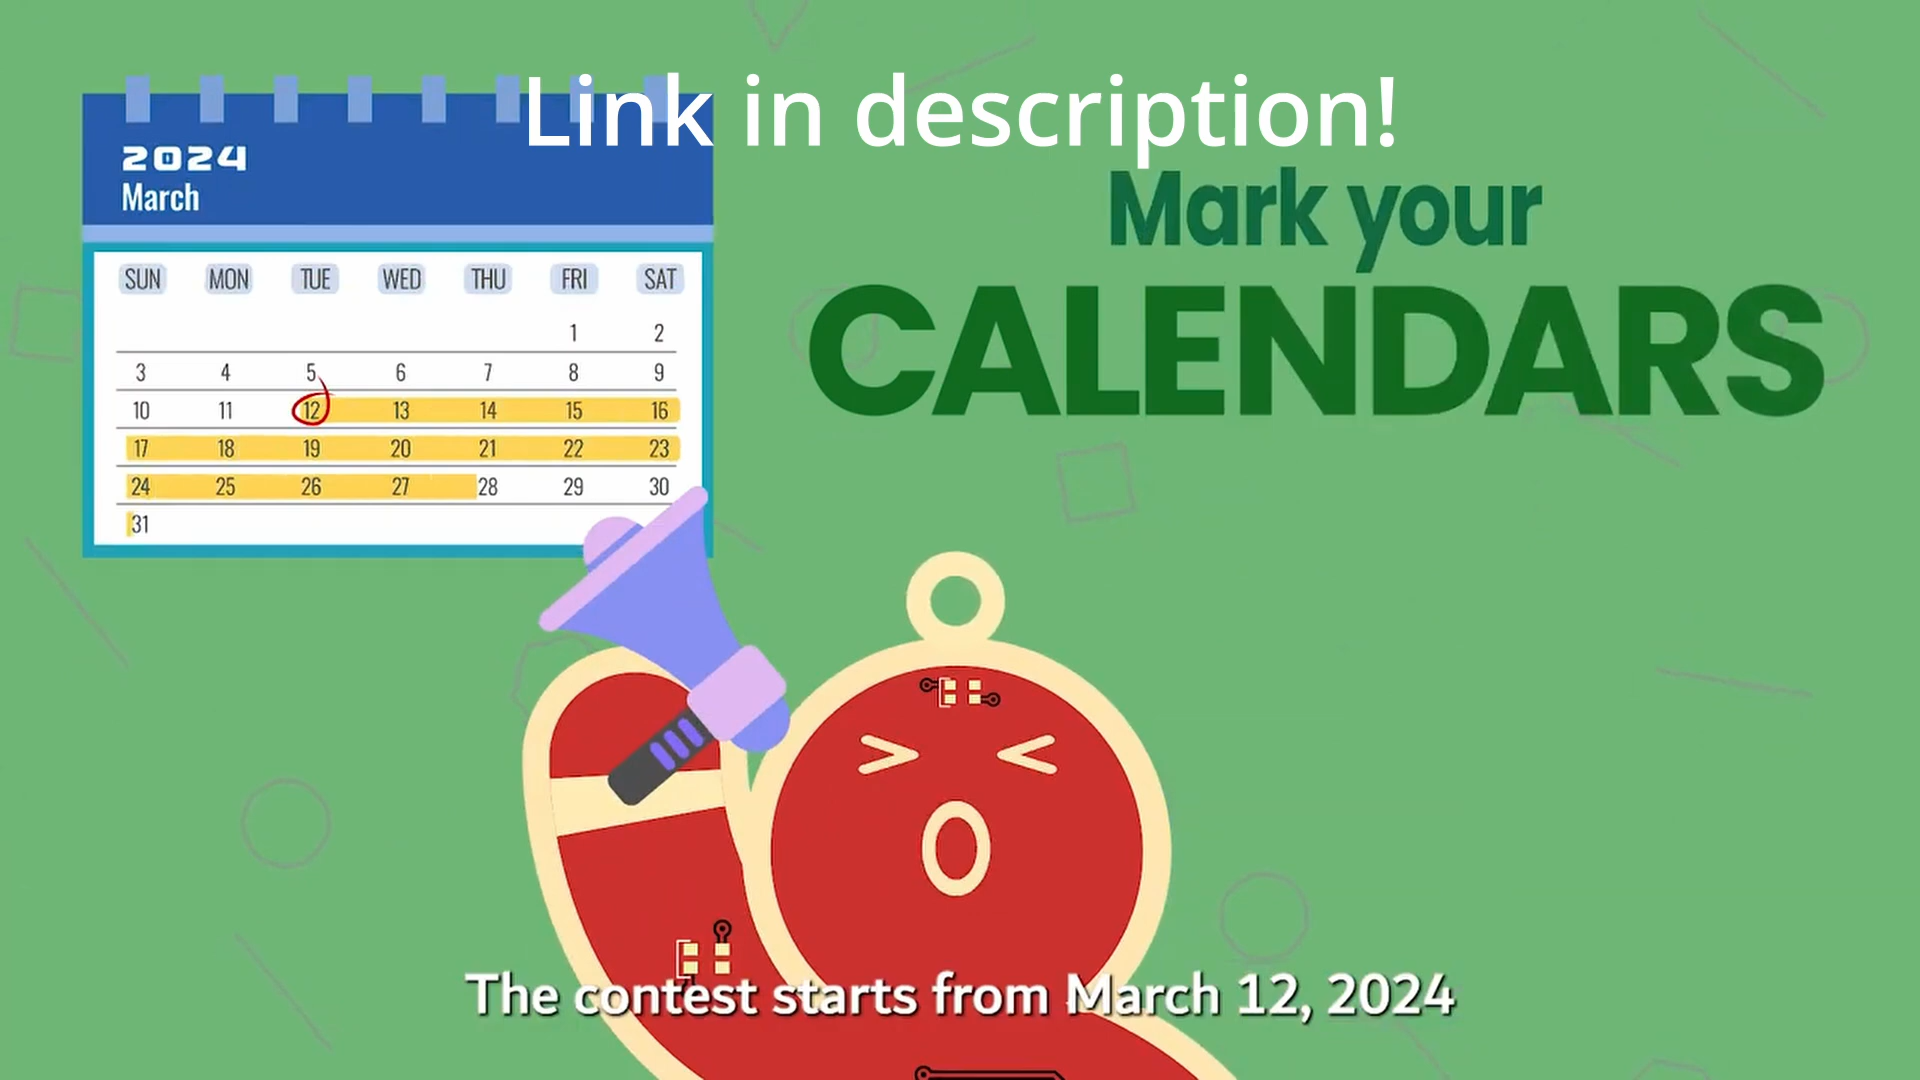 Link in description!
2024
March
Mark your
CALENDARS
SUN MON TUE WED THU FRI SAT
1 2
3 4 5 6 7 8 9
10 11 12 13 14 15 16
17 18 19 20 21 22 23
24 25 26 27 28 29 30
31
The contest starts from March 12, 2024